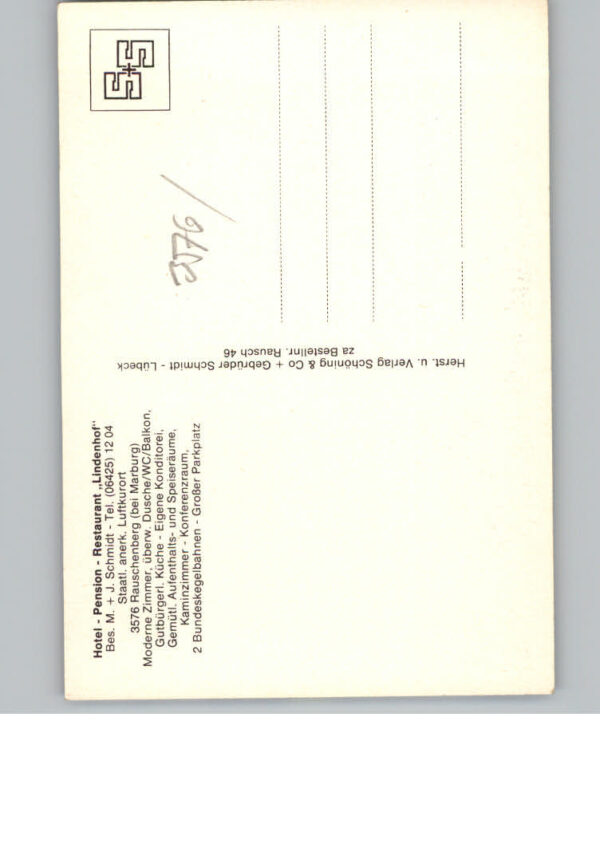 Hotel - Pension - Restaurant „Lindenhof"
Bes. M. + J. Schmidt - Tel. (06425) 12 04
Staatl. anerk. Luftkurort
3576 Rauschenberg (bei Marburg)
Moderne Zimmer, überw. Dusche/WC/Balkon,
Gutbürgerl. Küche - Eigene Konditorei,
Gemütl. Aufenthalts- und Speiseräume,
Kaminzimmer - Konferenzraum,
2 Bundeskegelbahnen - Großer Parkplatz
Herst. u. Verlag Schöning & Co + Gebrüder Schmidt - Lübeck
za Bestellnr. Rausch 46
3576/
S+S